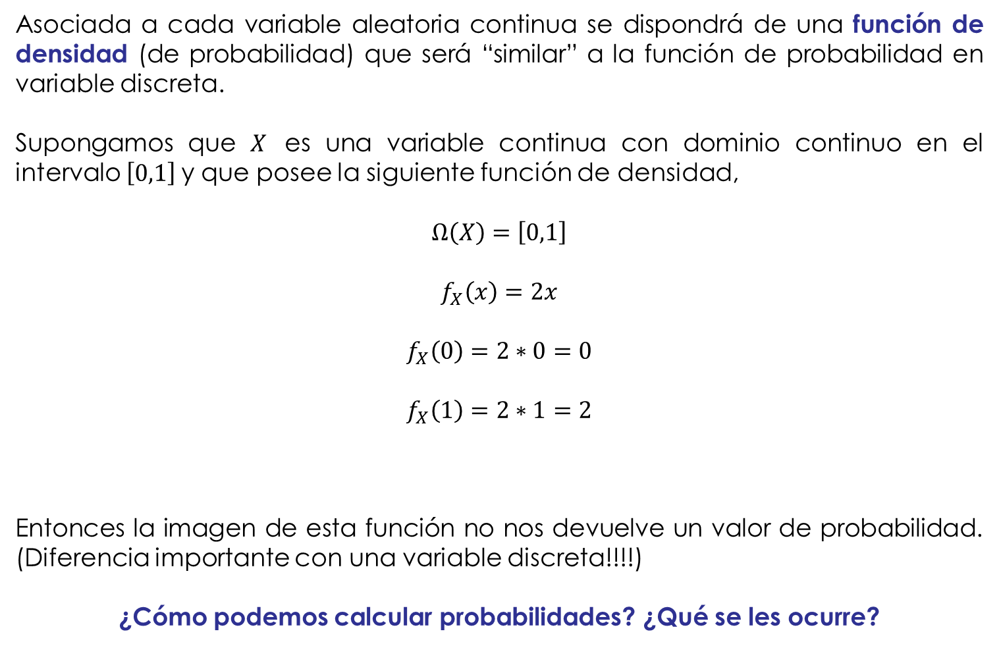 Asociada a cada variable aleatoria continua se dispondrá de una función de
densidad (de probabilidad) que será “similar” a la función de probabilidad en
variable discreta.
Supongamos que X es una variable continua con dominio continuo en el
intervalo [0,1] y que posee la siguiente función de densidad,
Ω(X) = [0,1]
f_X(x) = 2x
f_X(0) = 2 ∗ 0 = 0
f_X(1) = 2 ∗ 1 = 2
Entonces la imagen de esta función no nos devuelve un valor de probabilidad.
(Diferencia importante con una variable discreta!!!!)
¿Cómo podemos calcular probabilidades? ¿Qué se les ocurre?